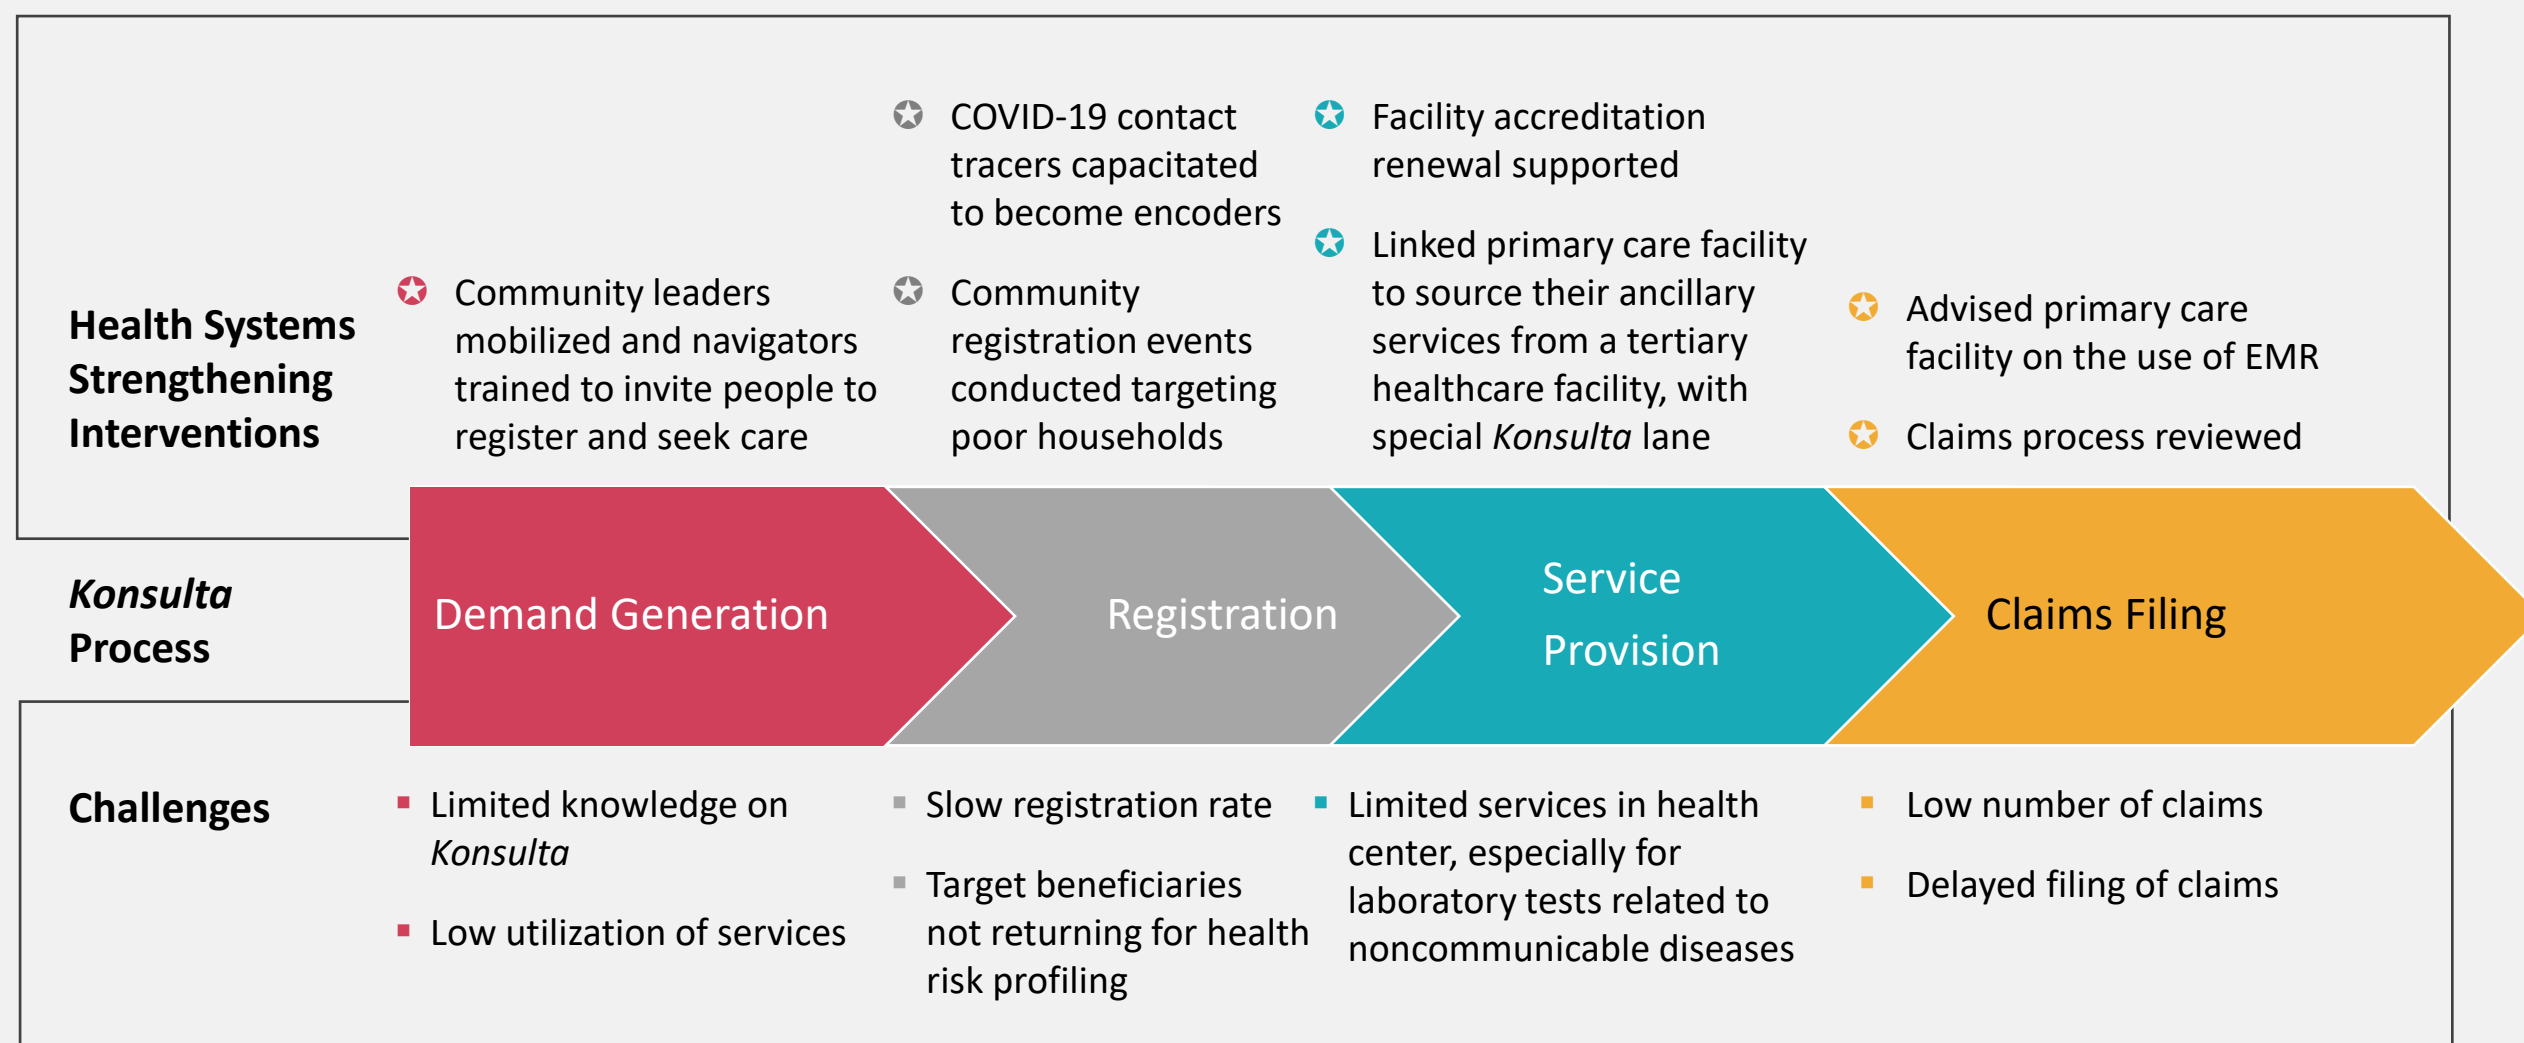 Health Systems
Strengthening
Interventions
Community leaders
mobilized and navigators
trained to invite people to
register and seek care
COVID-19 contact
tracers capacitated
to become encoders
Community
registration events
conducted targeting
poor households
Facility accreditation
renewal supported
Linked primary care facility
to source their ancillary
services from a tertiary
healthcare facility, with
special Konsulta lane
Advised primary care
facility on the use of EMR
Claims process reviewed
Konsulta
Process
Demand Generation
Registration
Service
Provision
Claims Filing
Challenges
Limited knowledge on
Konsulta
Low utilization of services
Slow registration rate
Target beneficiaries
not returning for health
risk profiling
Limited services in health
center, especially for
laboratory tests related to
noncommunicable diseases
Low number of claims
Delayed filing of claims